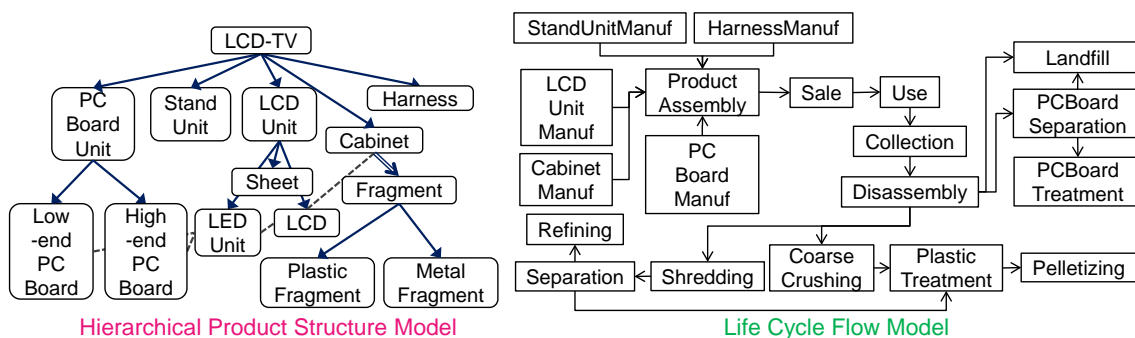 LCD-TV
PC
Board
Unit
Stand
Unit
LCD
Unit
Harness
Cabinet
Sheet
Fragment
Low
-end
PC
Board
High
-end PC
Board
LED
Unit
LCD
Plastic
Fragment
Metal
Fragment
Hierarchical Product Structure Model
StandUnitManuf
HarnessManuf
LCD
Unit
Manuf
Product
Assembly
Sale
Use
Landfill
PCBoard
Separation
Collection
Cabinet
Manuf
PC
Board
Manuf
Disassembly
PCBoard
Treatment
Refining
Separation
Shredding
Coarse
Crushing
Plastic
Treatment
Pelletizing
Life Cycle Flow Model